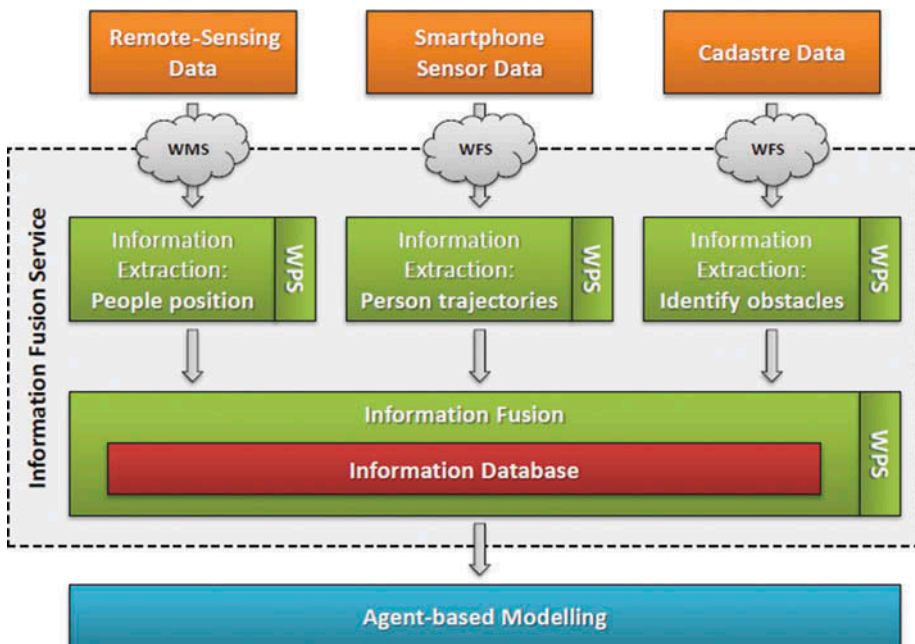 Remote-Sensing
Data
Smartphone
Sensor Data
Cadastre Data
WMS
WFS
WFS
Information Fusion Service
Information
Extraction:
People position
WPS
Information
Extraction:
Person trajectories
WPS
Information
Extraction:
Identify obstacles
WPS
Information Fusion
WPS
Information Database
Agent-based Modelling